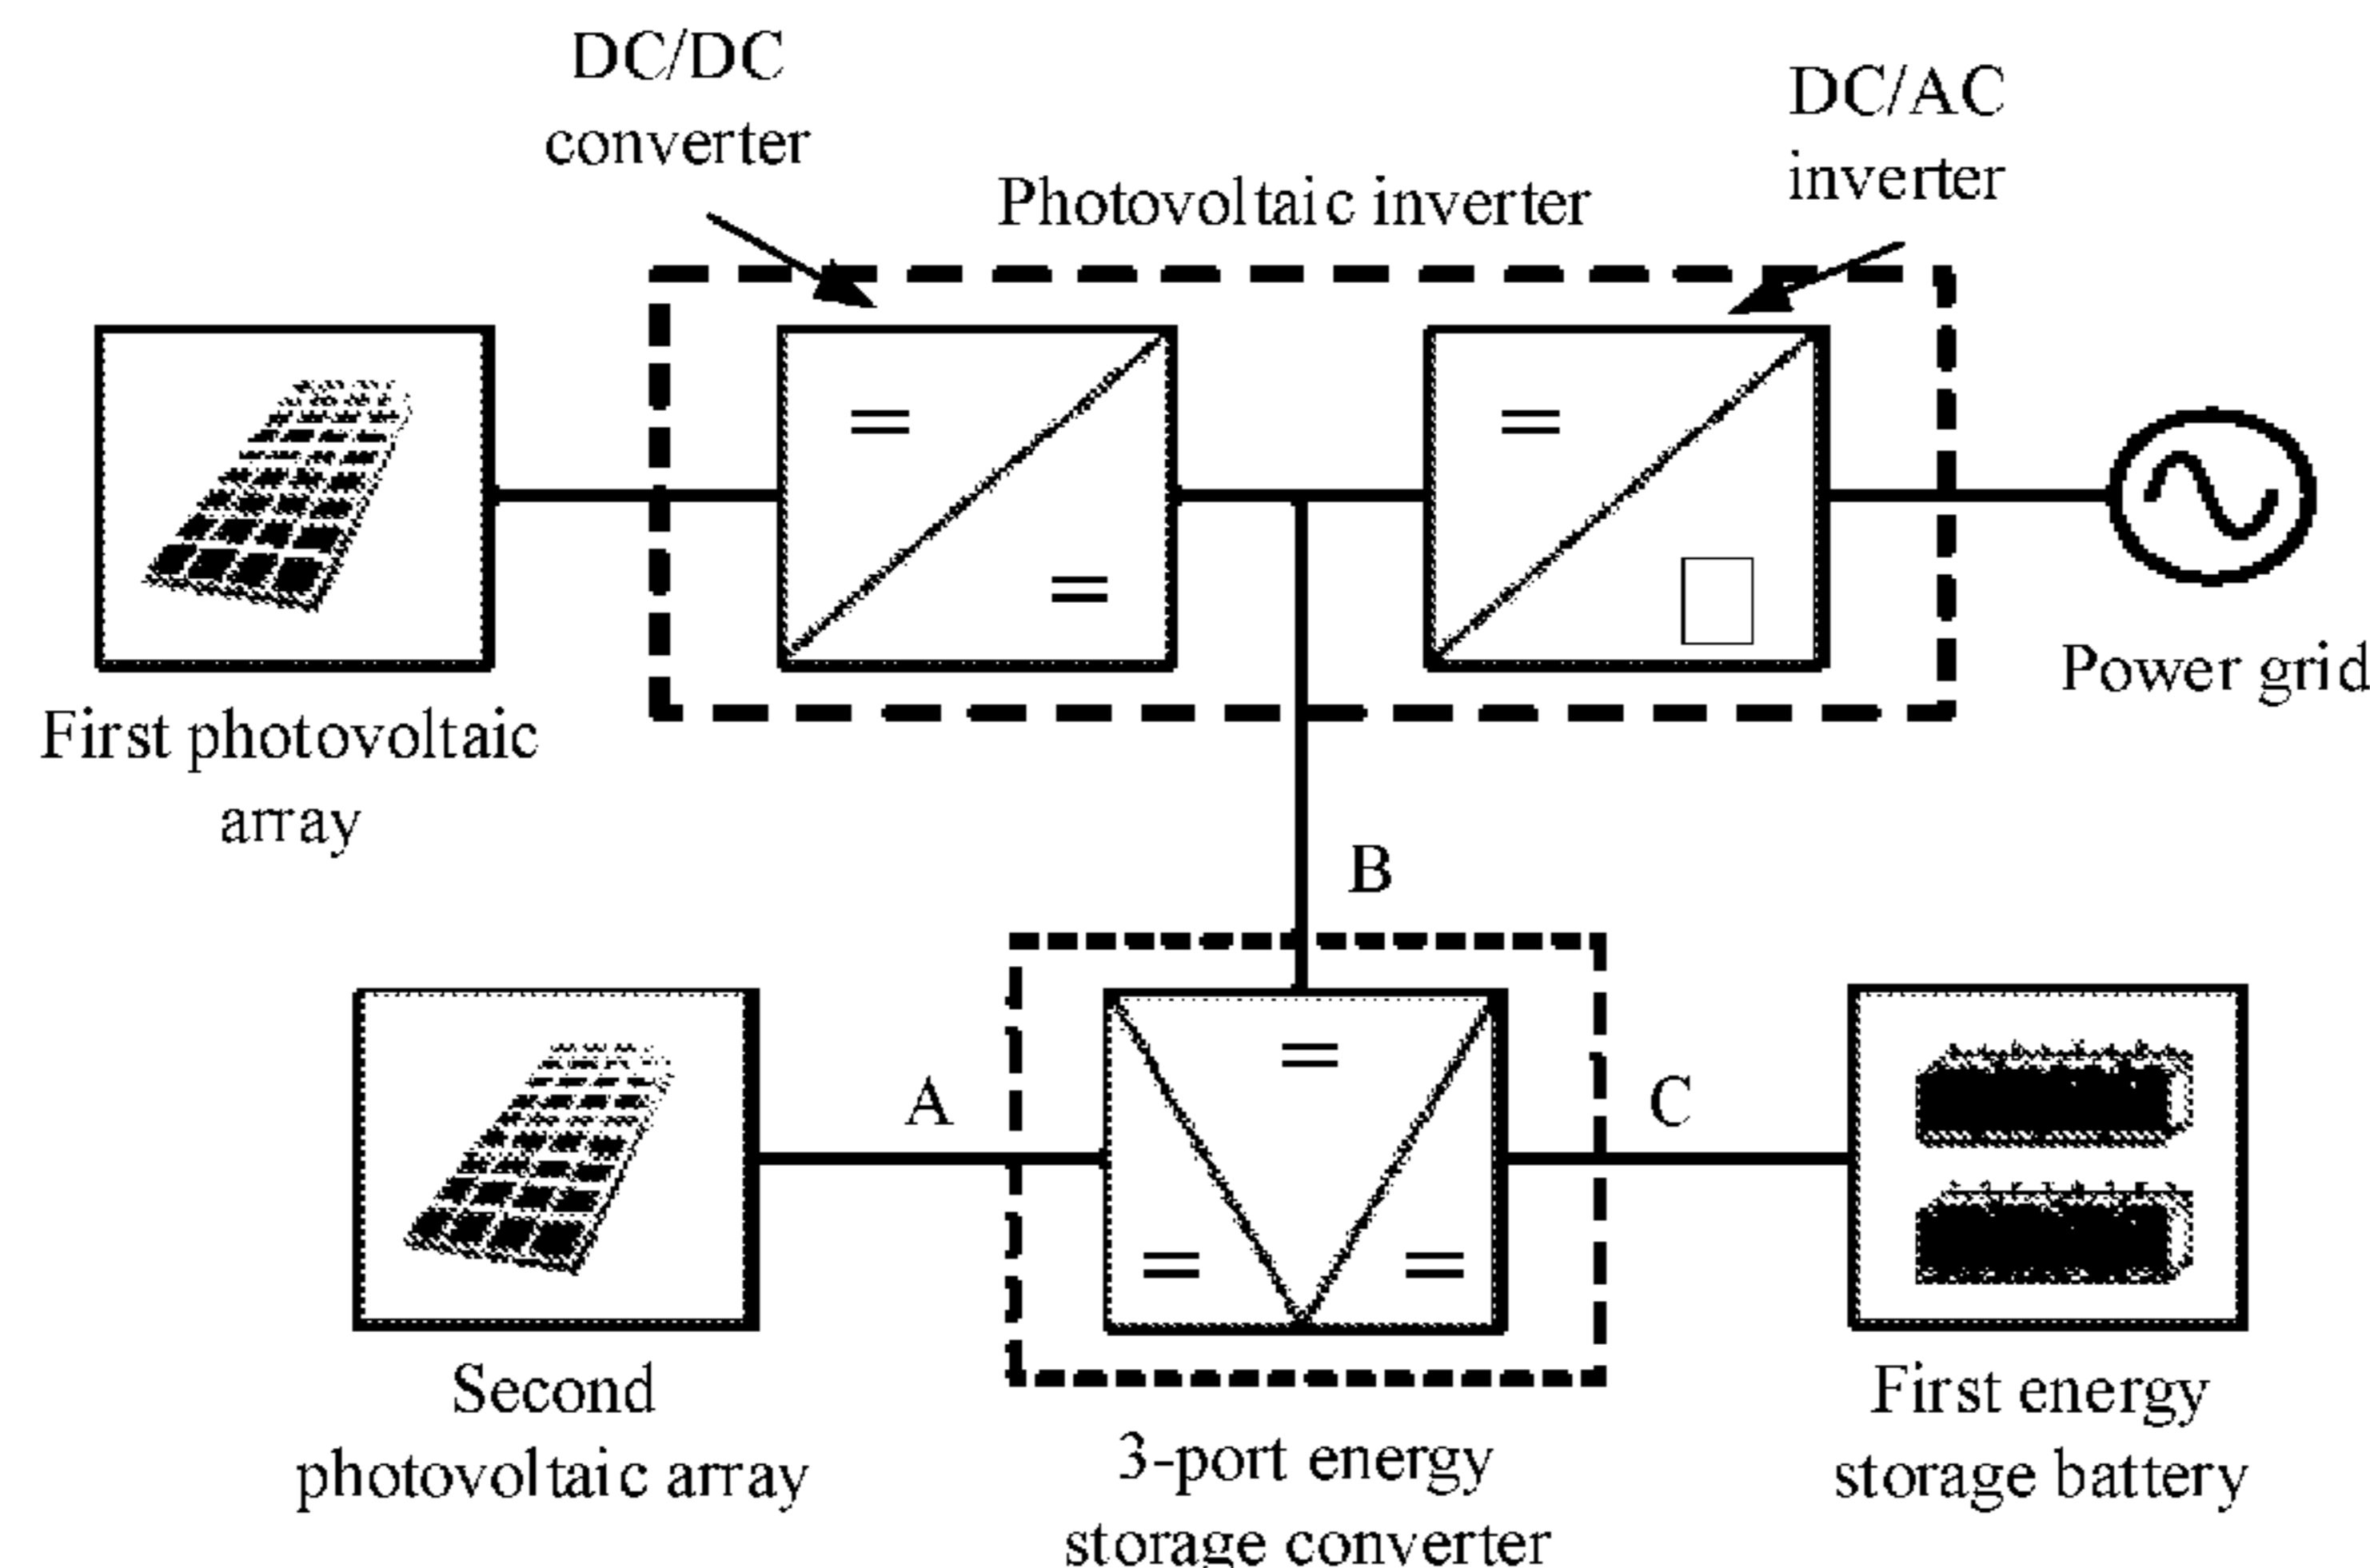 DC/DC
converter
DC/AC
inverter
Photovoltaic inverter
=
=
=
Power grid
First photovoltaic
array
B
A
C
=
=
=
Second
photovoltaic array
3-port energy
storage converter
First energy
storage battery